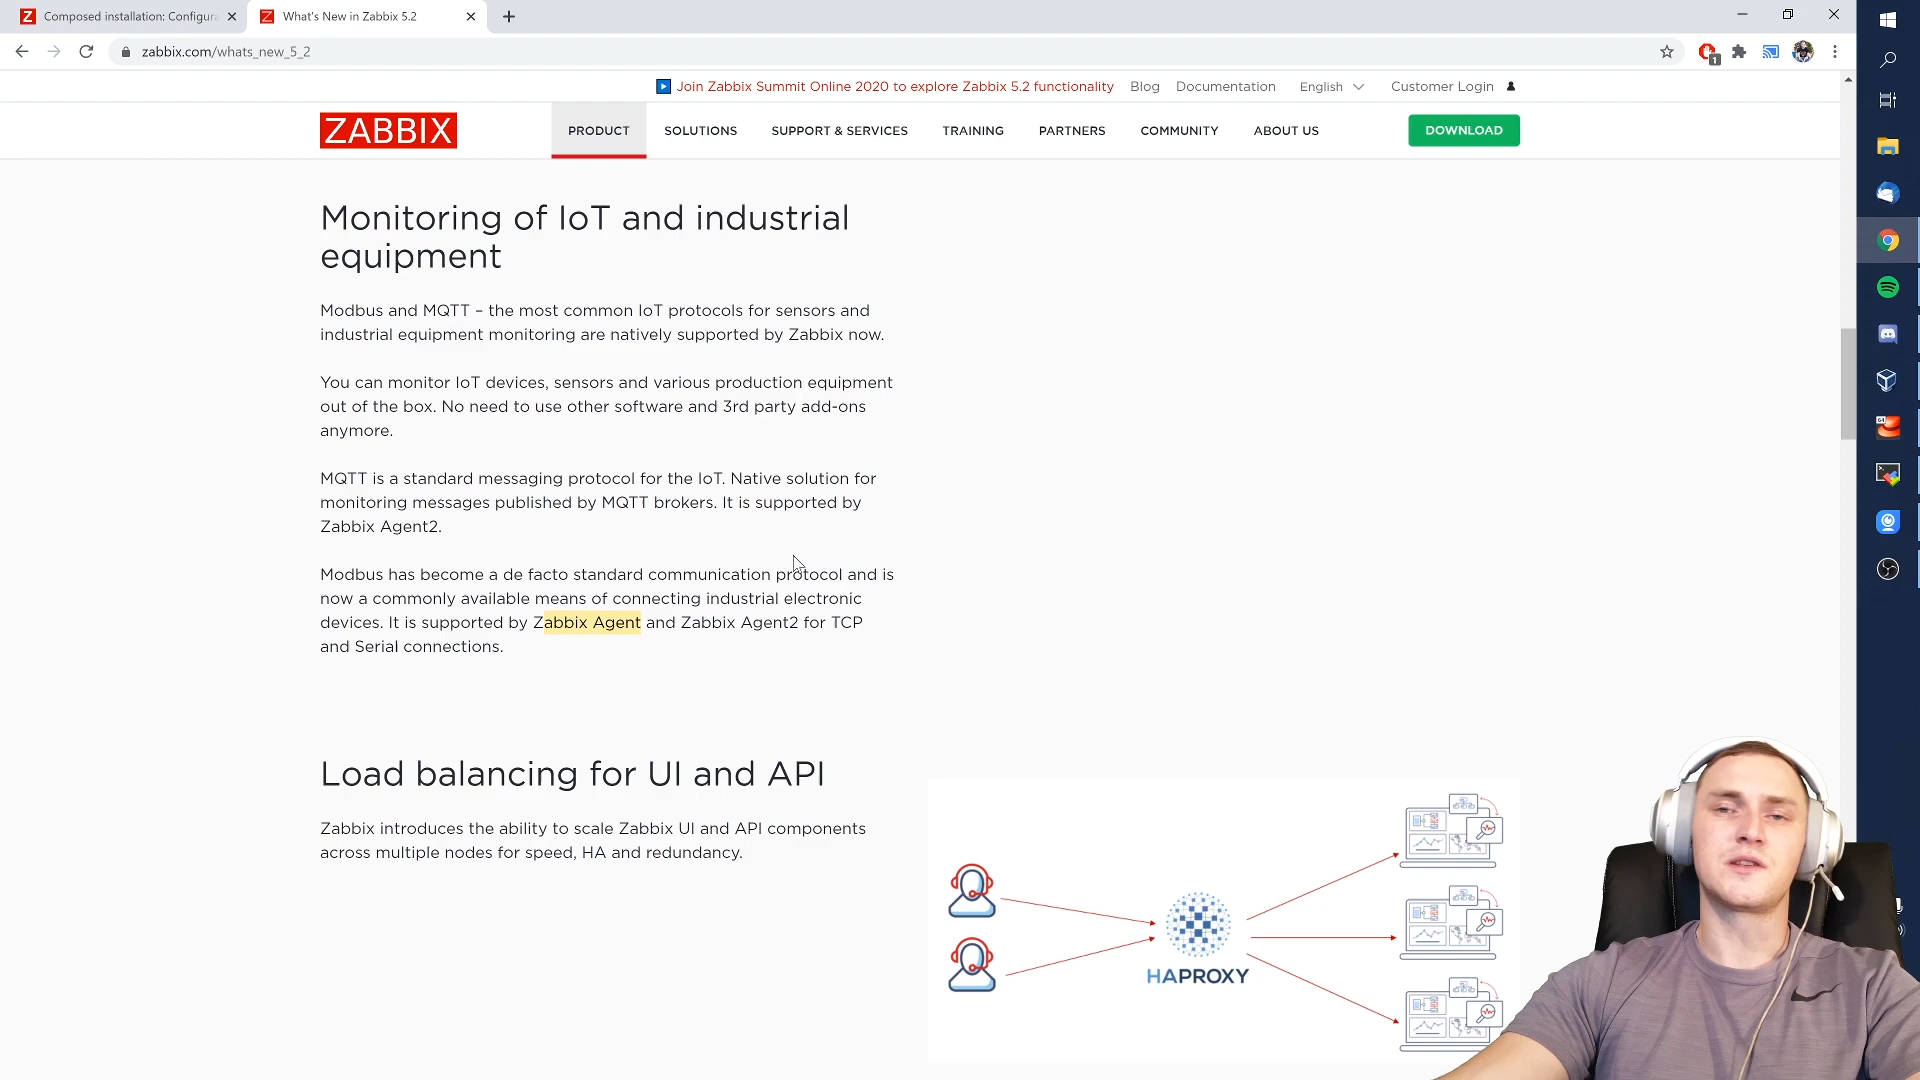 Composed installation: Configura
What's New in Zabbix 5.2
zabbix.com/whats_new_5_2
1
Join Zabbix Summit Online 2020 to explore Zabbix 5.2 functionality
Blog
Documentation
English
Customer Login
ZABBIX
PRODUCT
SOLUTIONS
SUPPORT & SERVICES
TRAINING
PARTNERS
COMMUNITY
ABOUT US
DOWNLOAD
Monitoring of IoT and industrial
equipment
Modbus and MQTT – the most common IoT protocols for sensors and
industrial equipment monitoring are natively supported by Zabbix now.
You can monitor IoT devices, sensors and various production equipment
out of the box. No need to use other software and 3rd party add-ons
anymore.
MQTT is a standard messaging protocol for the IoT. Native solution for
monitoring messages published by MQTT brokers. It is supported by
Zabbix Agent2.
Modbus has become a de facto standard communication protocol and is
now a commonly available means of connecting industrial electronic
devices. It is supported by Zabbix Agent and Zabbix Agent2 for TCP
and Serial connections.
Load balancing for UI and API
Zabbix introduces the ability to scale Zabbix UI and API components
across multiple nodes for speed, HA and redundancy.
HAPROXY